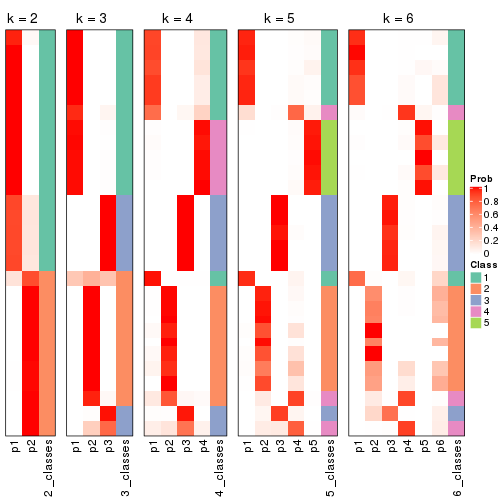 k = 2
k = 3
k = 4
k = 5
k = 6
p1
p2
2_classes
p1
p2
p3
3_classes
p1
p2
p3
p4
4_classes
p1
p2
p3
p4
p5
5_classes
p1
p2
p3
p4
p5
p6
6_classes
Prob
1
0.8
0.6
0.4
0.2
0
Class
1
2
3
4
5